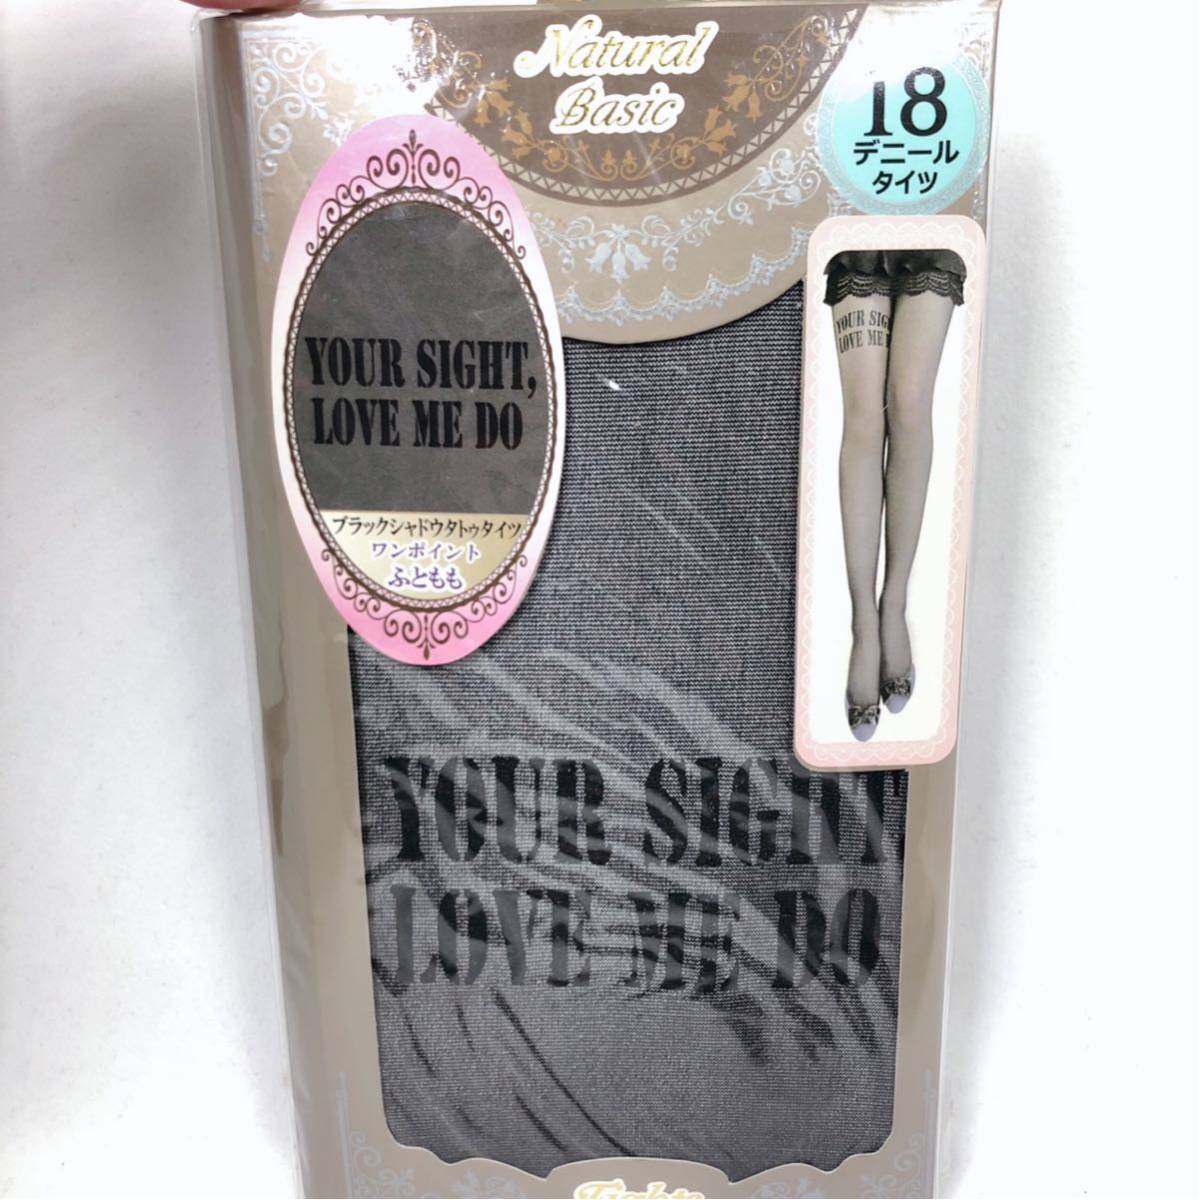 Natural
Basic
18
デニール
タイツ
YOUR SIGHT,
LOVE ME DO
ブラックシャドウタトゥタイツ
ワンポイント
ふともも
YOUR SIG
LOVE ME
YOUR SIGHT
LOVE ME DO
Tights